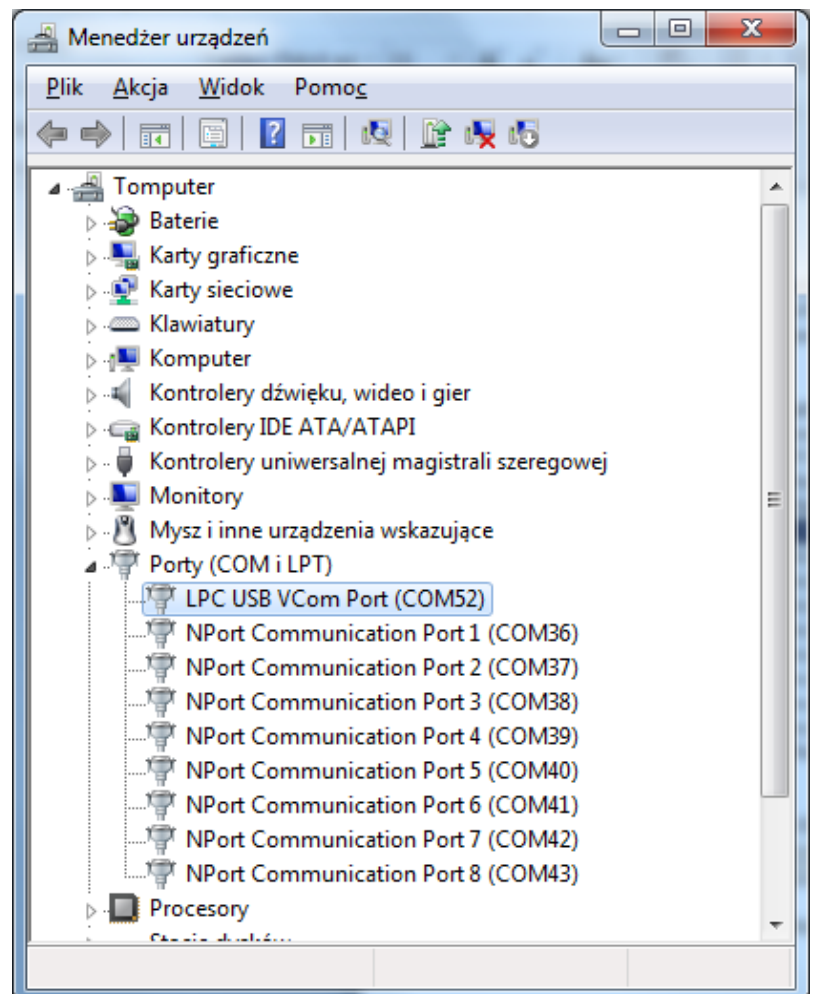 Menedżer urządzeń
Plik Akcja Widok Pomoc
Tomputer
Baterie
Karty graficzne
Karty sieciowe
Klawiatury
Komputer
Kontrolery dźwięku, wideo i gier
Kontrolery IDE ATA/ATAPI
Kontrolery uniwersalnej magistrali szeregowej
Monitory
Mysz i inne urządzenia wskazujące
Porty (COM i LPT)
LPC USB VCom Port (COM52)
NPort Communication Port 1 (COM36)
NPort Communication Port 2 (COM37)
NPort Communication Port 3 (COM38)
NPort Communication Port 4 (COM39)
NPort Communication Port 5 (COM40)
NPort Communication Port 6 (COM41)
NPort Communication Port 7 (COM42)
NPort Communication Port 8 (COM43)
Procesory